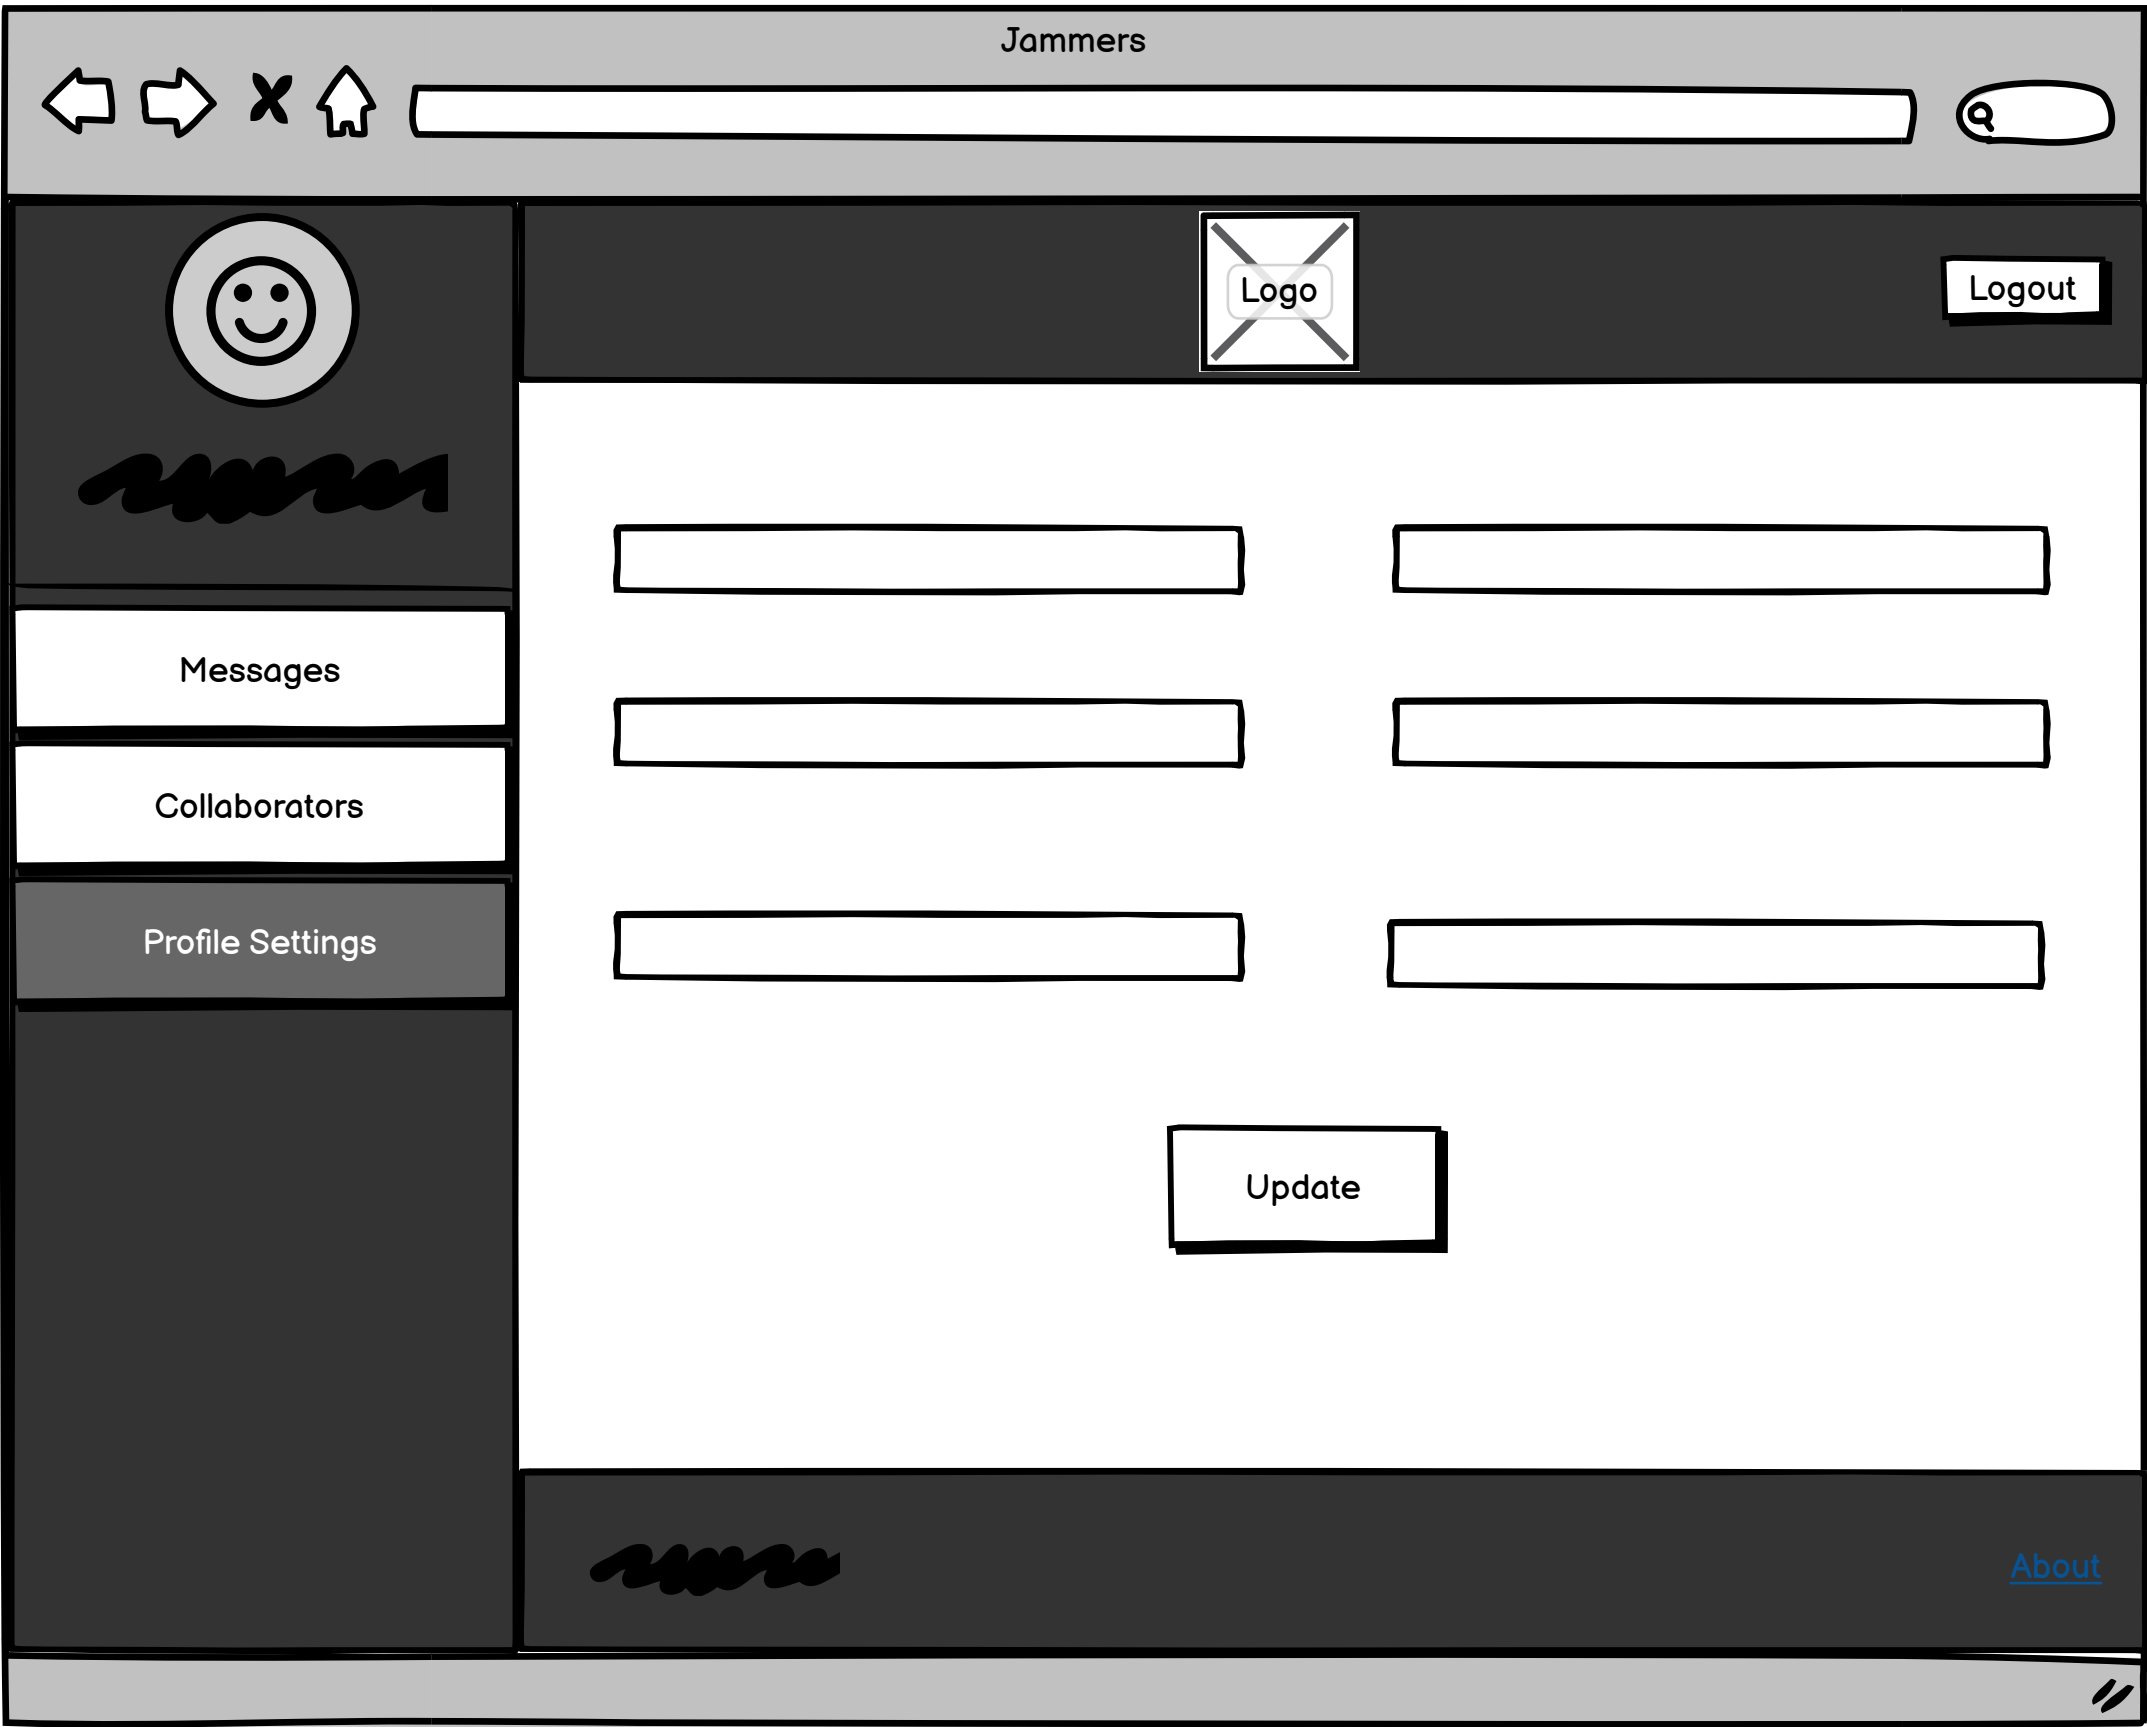 Jammers
Logo
Logout
Messages
Collaborators
Profile Settings
Update
About